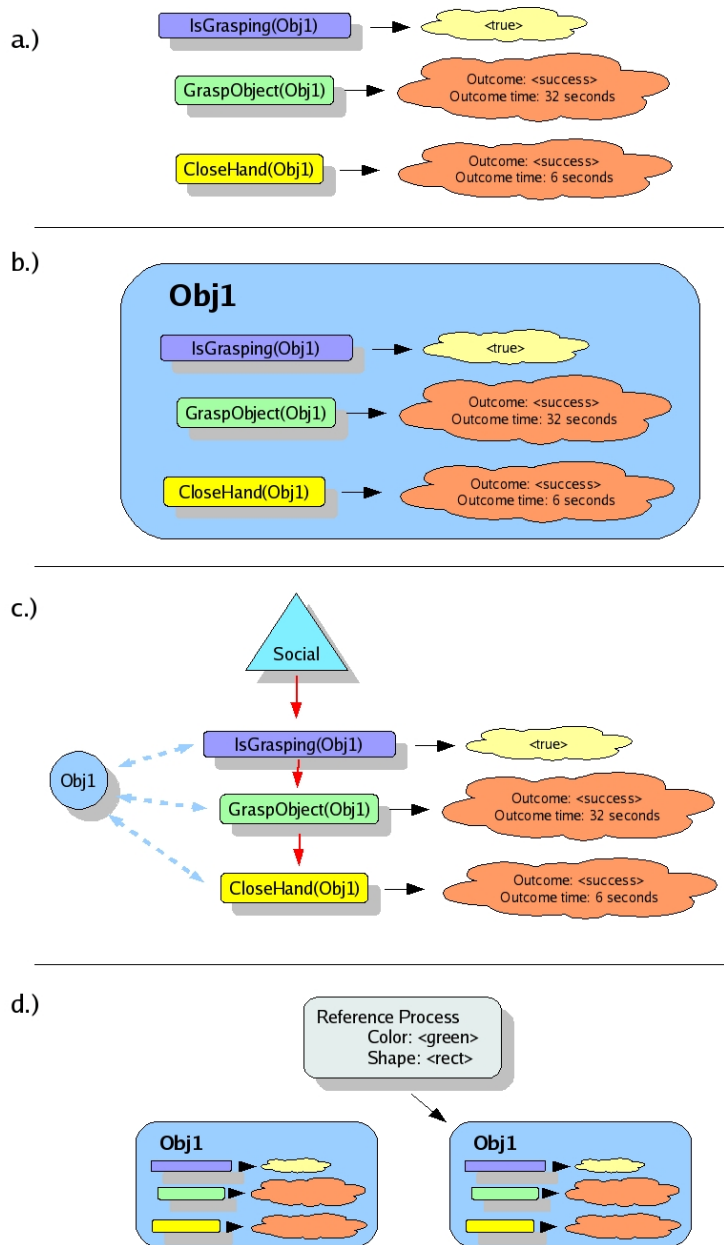 a.)
IsGrasping(Obj1)
<true>
GraspObject(Obj1)
Outcome: <success>
Outcome time: 32 seconds
CloseHand(Obj1)
Outcome: <success>
Outcome time: 6 seconds
b.)
Obj1
IsGrasping(Obj1)
<true>
GraspObject(Obj1)
Outcome: <success>
Outcome time: 32 seconds
CloseHand(Obj1)
Outcome: <success>
Outcome time: 6 seconds
c.)
Social
IsGrasping(Obj1)
<true>
Obj1
GraspObject(Obj1)
Outcome: <success>
Outcome time: 32 seconds
CloseHand(Obj1)
Outcome: <success>
Outcome time: 6 seconds
d.)
Reference Process
Color: <green>
Shape: <rect>
Obj1
Obj1